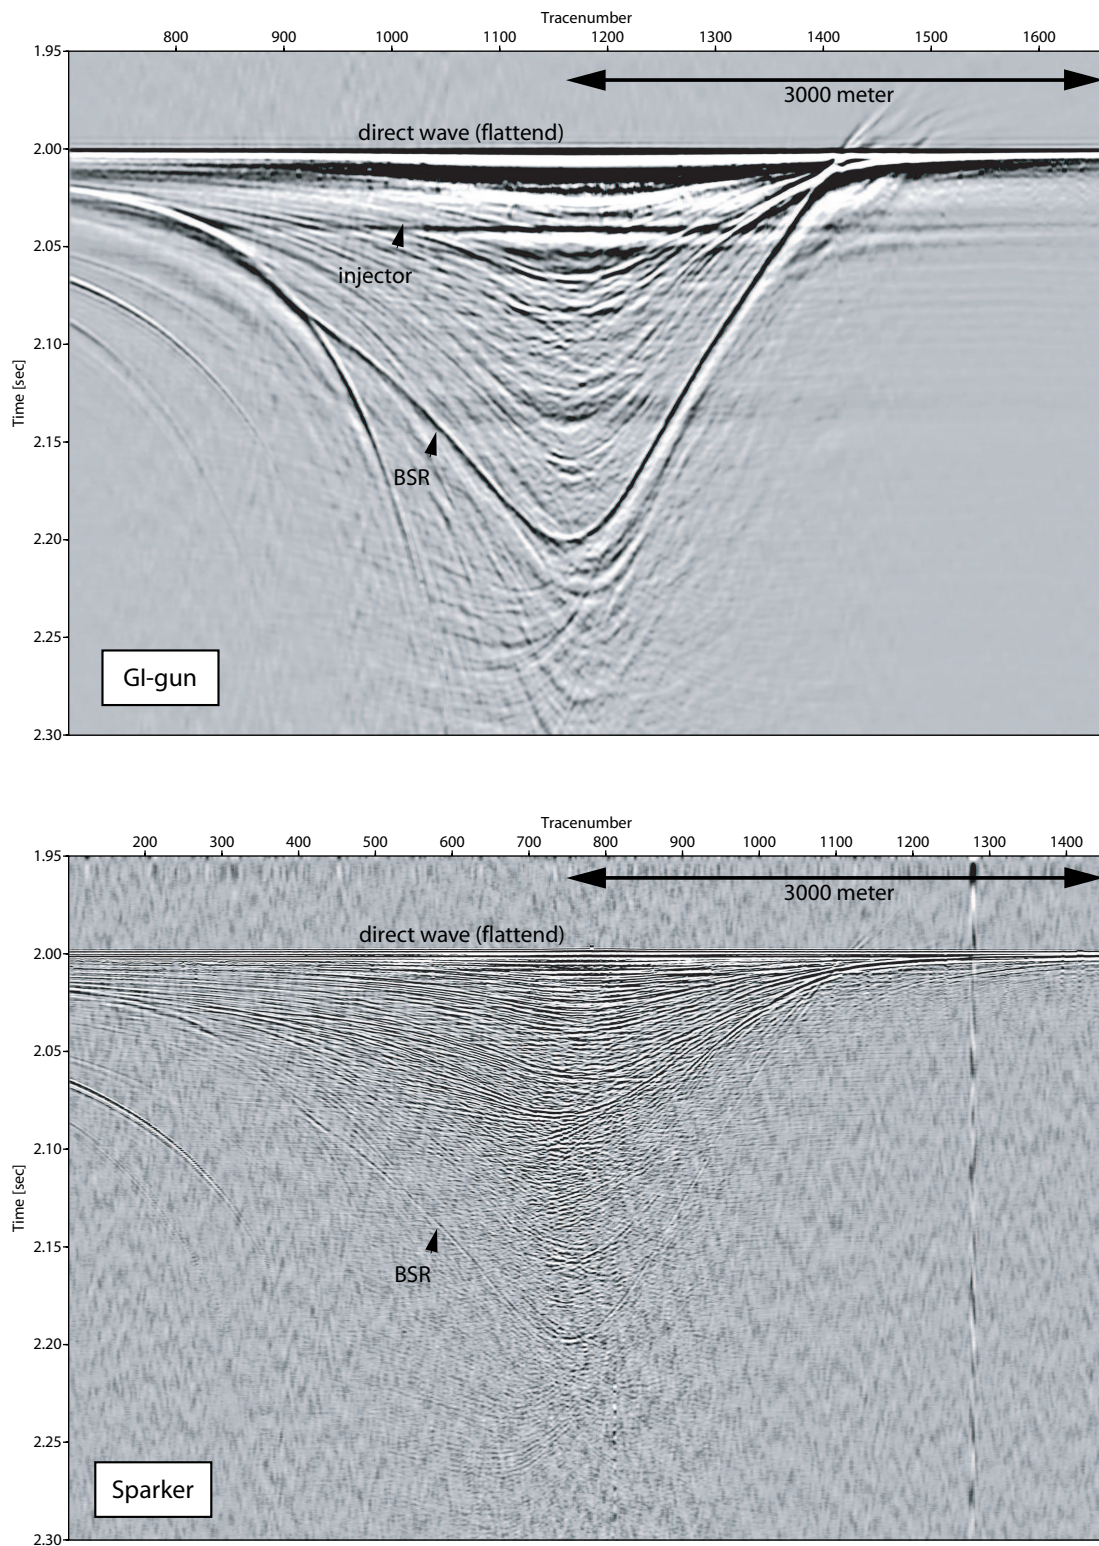 Tracenumber
800 900 1000 1100 1200 1300 1400 1500 1600
1.95
3000 meter
direct wave (flattend)
2.00
2.05
injector
2.10
Time [sec]
2.15
BSR
2.20
2.25
GI-gun
2.30
Tracenumber
200 300 400 500 600 700 800 900 1000 1100 1200 1300 1400
1.95
3000 meter
direct wave (flattend)
2.00
2.05
2.10
Time [sec]
2.15
BSR
2.20
2.25
Sparker
2.30